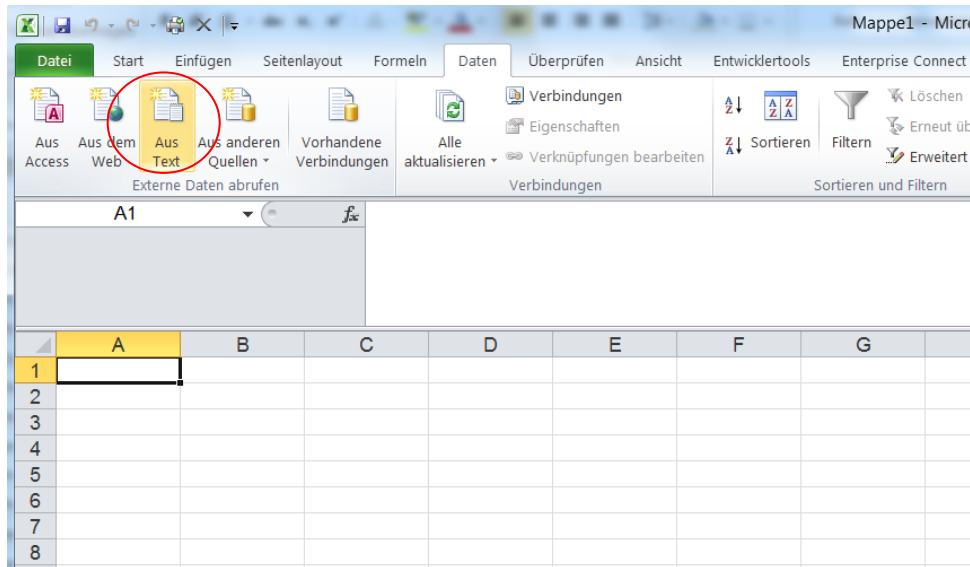 Mappe1 - Micro
Datei Start Einfügen Seitenlayout Formeln Daten Überprüfen Ansicht Entwicklertools Enterprise Connect
Aus Access
Aus dem Web
Aus Text
Aus anderen Quellen
Vorhandene Verbindungen
Externe Daten abrufen
Alle aktualisieren
Verbindungen
Eigenschaften
Verknüpfungen bearbeiten
Verbindungen
Sortieren
Filtern
Löschen
Erneut üb
Erweitert
Sortieren und Filtern
A1 fx
A B C D E F G
1
2
3
4
5
6
7
8